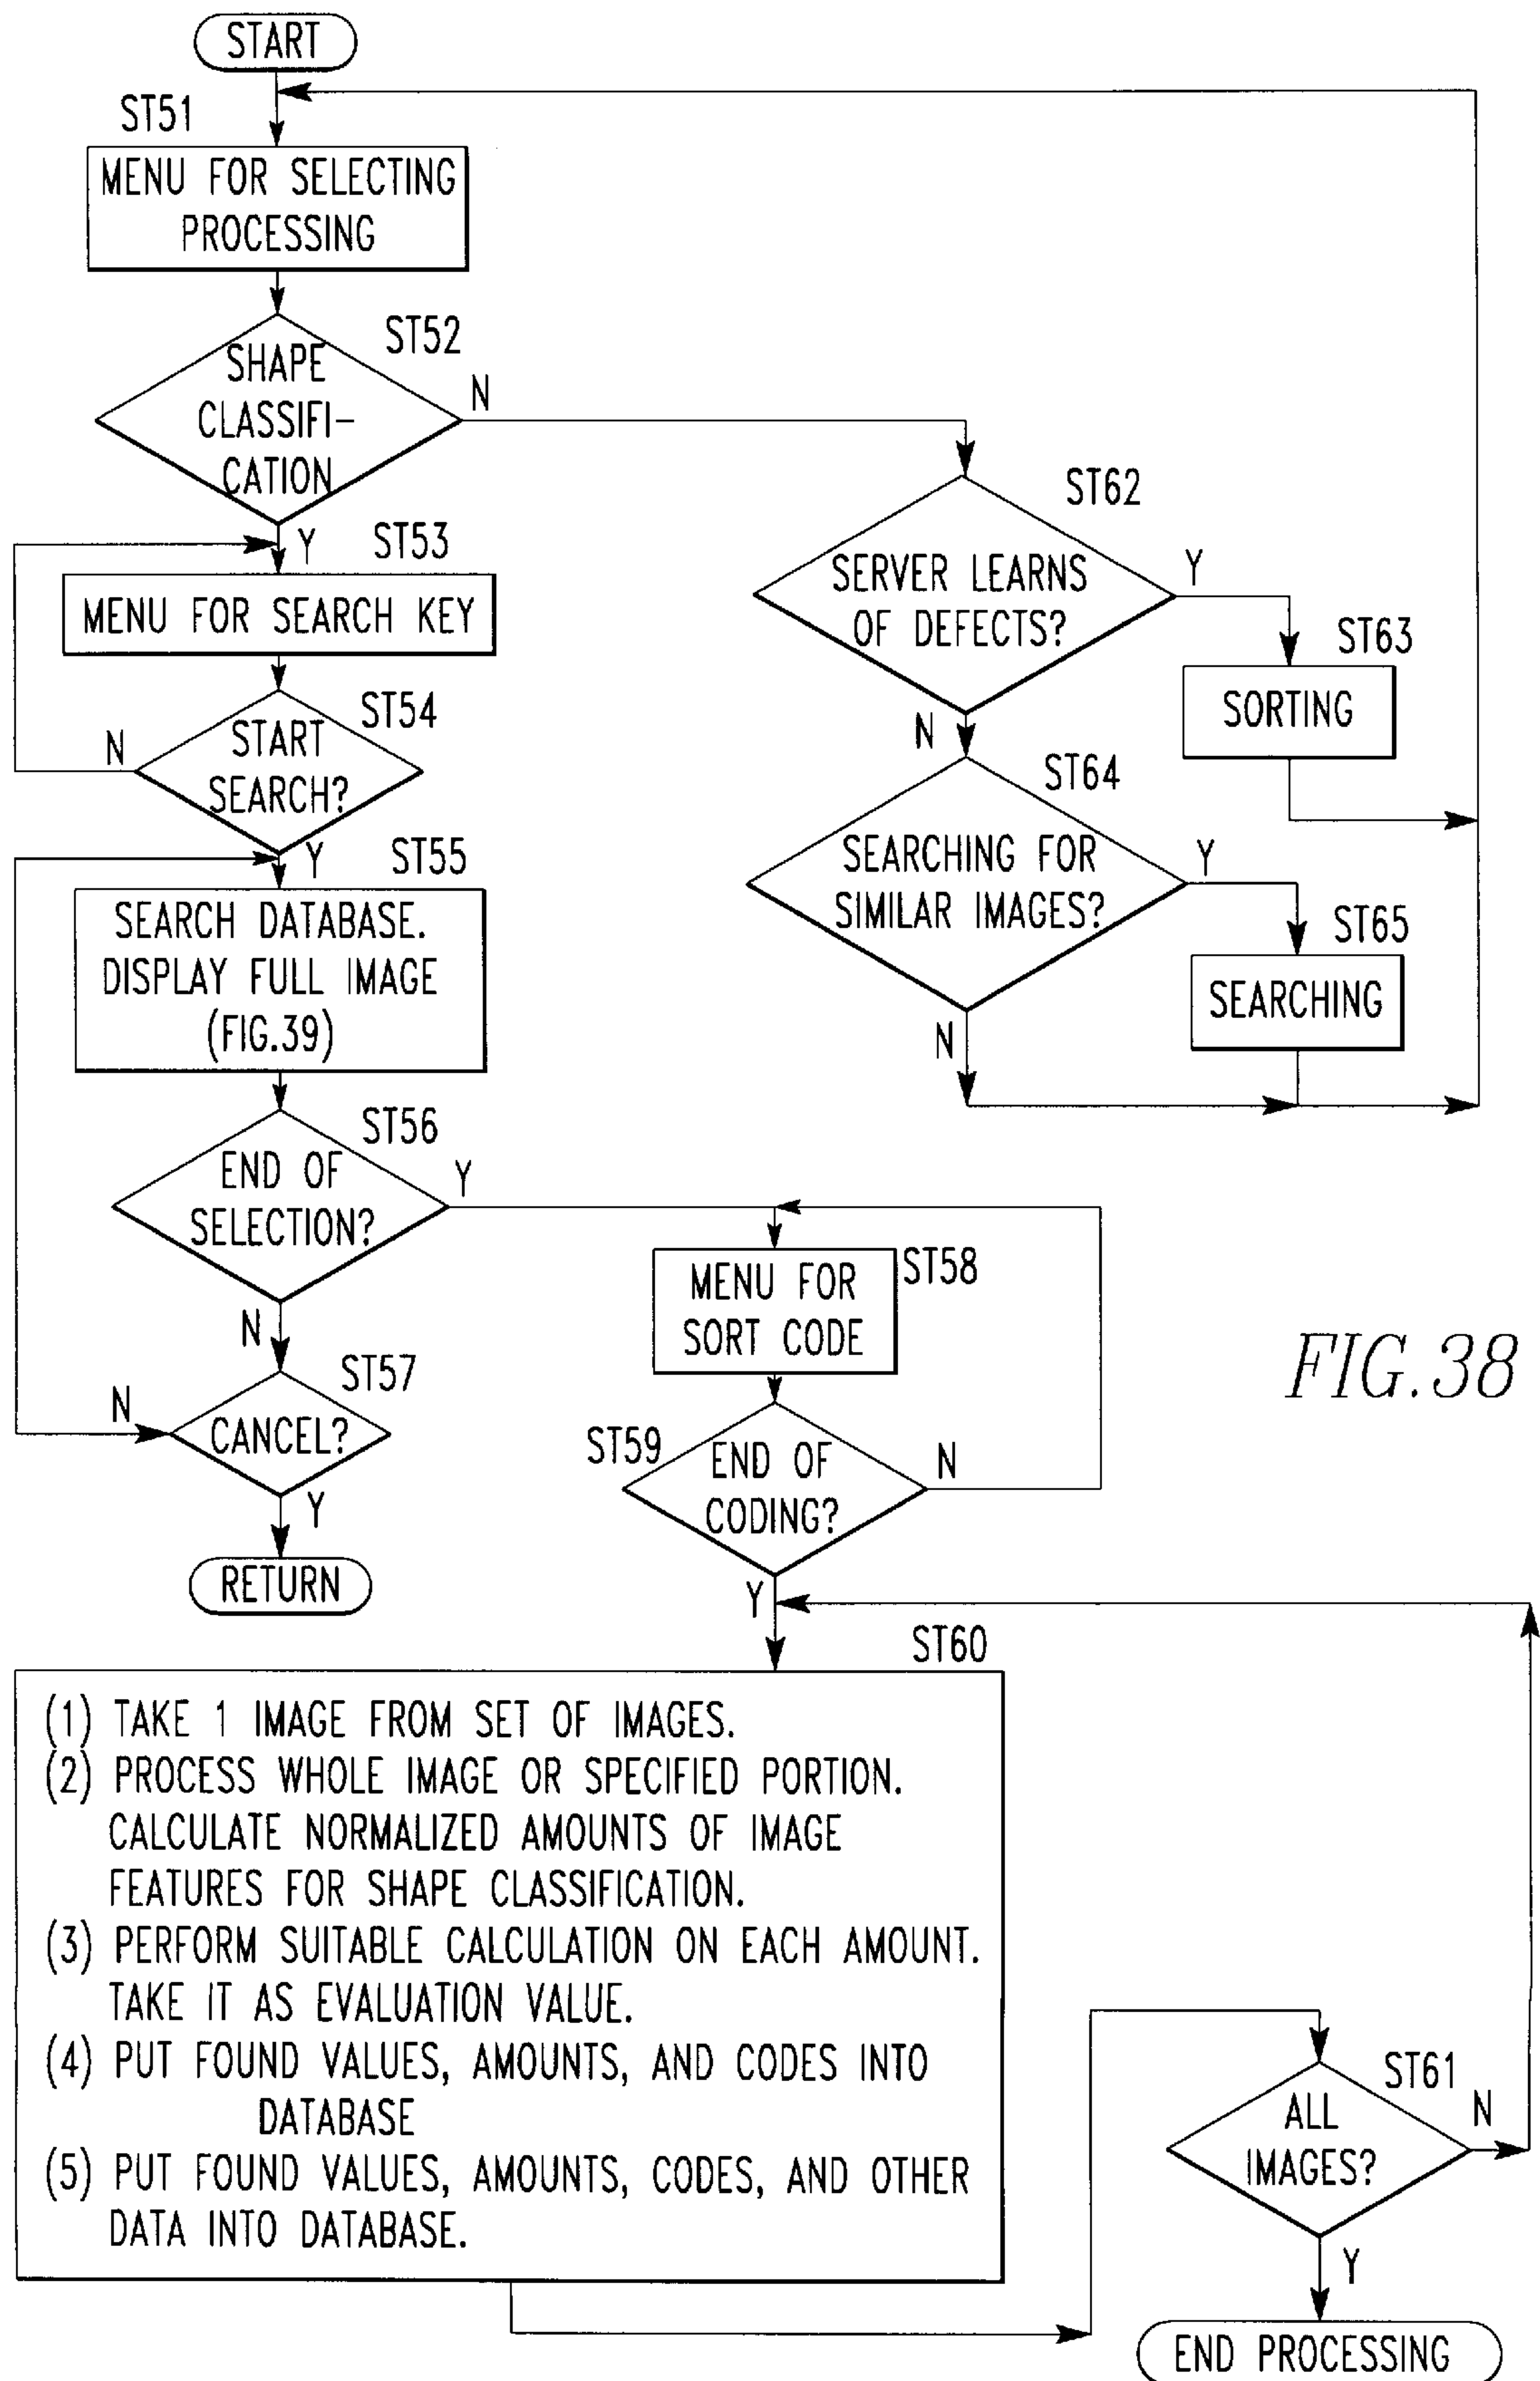 START
ST51
MENU FOR SELECTING
PROCESSING
ST52
SHAPE
CLASSIFI-
CATION
N
Y
ST53
MENU FOR SEARCH KEY
ST54
START
SEARCH?
N
Y
ST55
SEARCH DATABASE.
DISPLAY FULL IMAGE
(FIG.39)
ST56
END OF
SELECTION?
Y
N
ST57
CANCEL?
N
Y
RETURN
ST62
SERVER LEARNS
OF DEFECTS?
Y
N
ST63
SORTING
ST64
SEARCHING FOR
SIMILAR IMAGES?
Y
N
ST65
SEARCHING
ST58
MENU FOR
SORT CODE
ST59
END OF
CODING?
N
Y
FIG.38
ST60
(1) TAKE 1 IMAGE FROM SET OF IMAGES.
(2) PROCESS WHOLE IMAGE OR SPECIFIED PORTION.
CALCULATE NORMALIZED AMOUNTS OF IMAGE
FEATURES FOR SHAPE CLASSIFICATION.
(3) PERFORM SUITABLE CALCULATION ON EACH AMOUNT.
TAKE IT AS EVALUATION VALUE.
(4) PUT FOUND VALUES, AMOUNTS, AND CODES INTO
DATABASE
(5) PUT FOUND VALUES, AMOUNTS, CODES, AND OTHER
DATA INTO DATABASE.
ST61
ALL
IMAGES?
N
Y
END PROCESSING